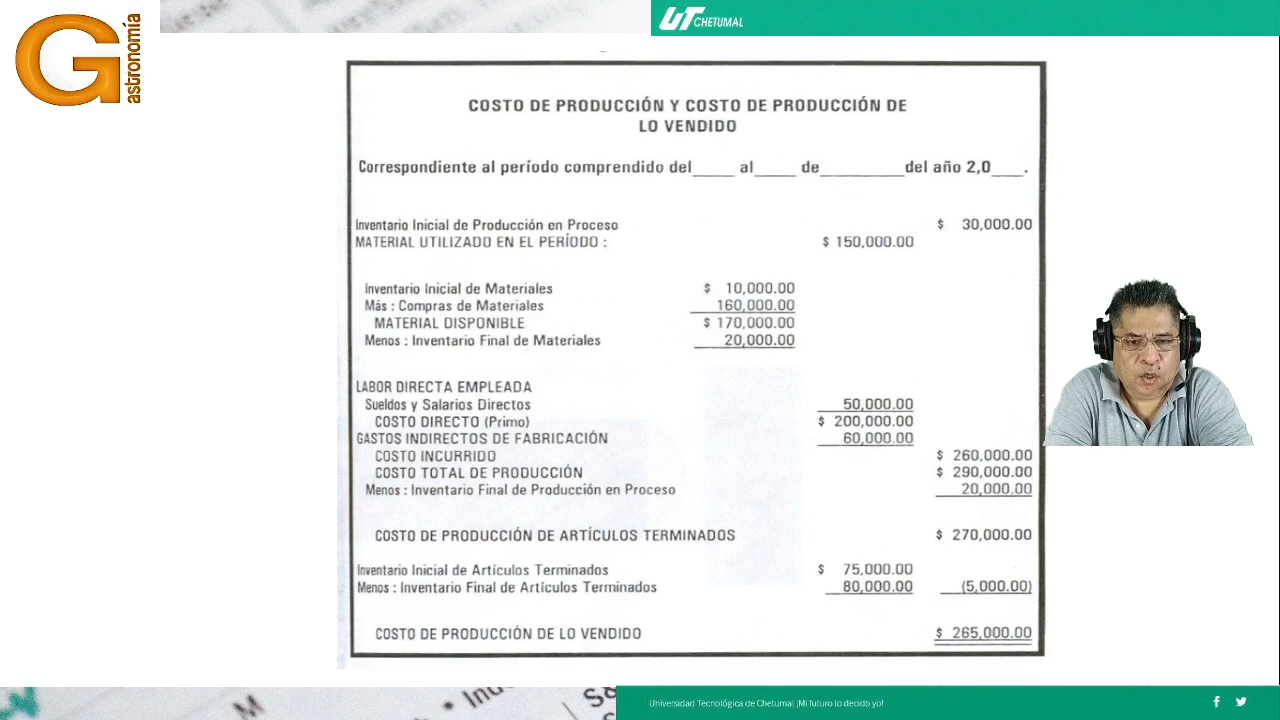 Gastronomía
UT CHETUMAL
COSTO DE PRODUCCIÓN Y COSTO DE PRODUCCIÓN DE
LO VENDIDO
Correspondiente al período comprendido del_____ al_____ de__________del año 2,0____.
Inventario Inicial de Producción en Proceso $ 30,000.00
MATERIAL UTILIZADO EN EL PERÍODO : $ 150,000.00
Inventario Inicial de Materiales $ 10,000.00
Más : Compras de Materiales 160,000.00
MATERIAL DISPONIBLE $ 170,000.00
Menos : Inventario Final de Materiales 20,000.00
LABOR DIRECTA EMPLEADA
Sueldos y Salarios Directos 50,000.00
COSTO DIRECTO (Primo) $ 200,000.00
GASTOS INDIRECTOS DE FABRICACIÓN 60,000.00
COSTO INCURRIDO $ 260,000.00
COSTO TOTAL DE PRODUCCIÓN $ 290,000.00
Menos : Inventario Final de Producción en Proceso 20,000.00
COSTO DE PRODUCCIÓN DE ARTÍCULOS TERMINADOS $ 270,000.00
Inventario Inicial de Artículos Terminados $ 75,000.00
Menos : Inventario Final de Artículos Terminados 80,000.00 (5,000.00)
COSTO DE PRODUCCIÓN DE LO VENDIDO $ 265,000.00
Universidad Tecnológica de Chetumal ¡Mi futuro lo decido yo!